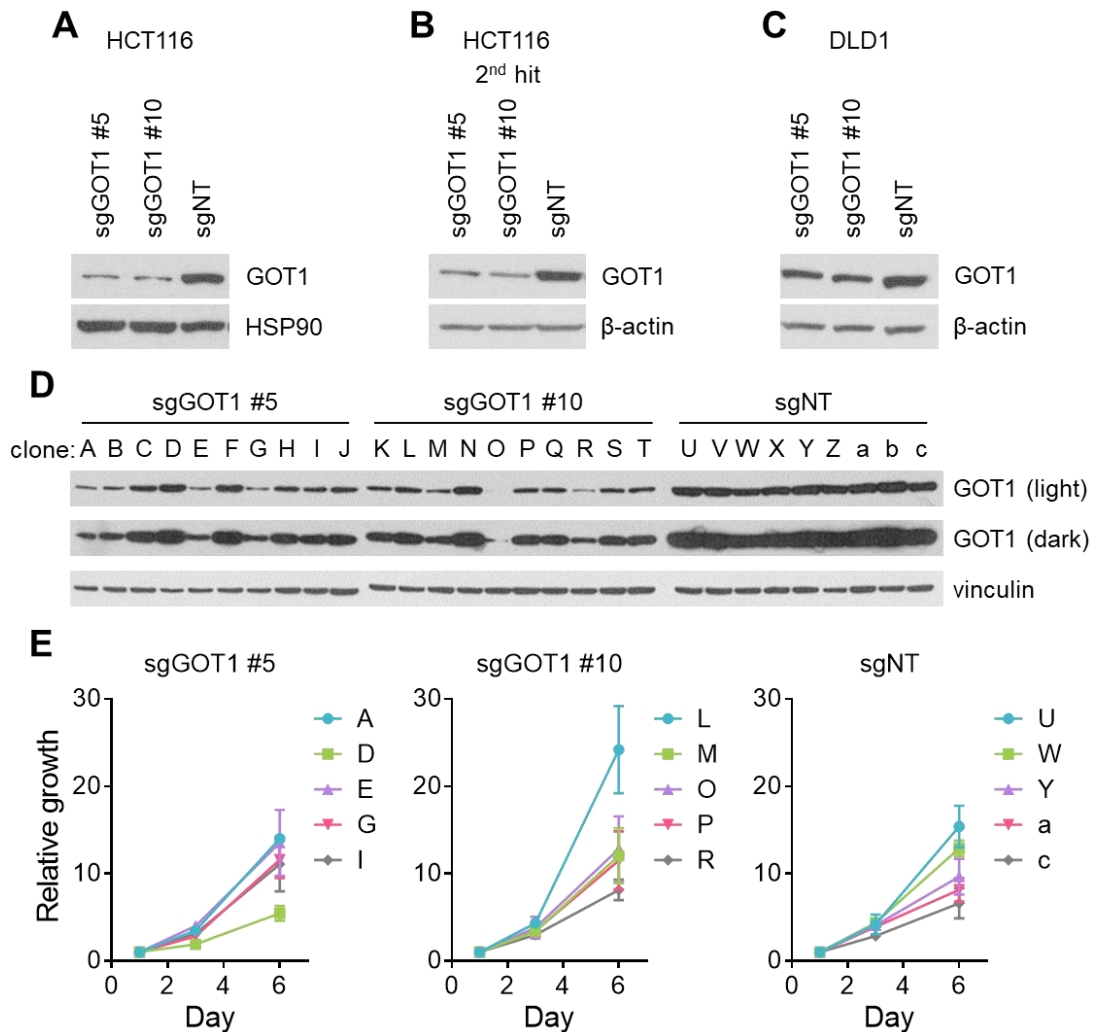 A
HCT116
sgGOT1 #5
sgGOT1 #10
sgNT
GOT1
HSP90
B
HCT116
2nd hit
sgGOT1 #5
sgGOT1 #10
sgNT
GOT1
β-actin
C
DLD1
sgGOT1 #5
sgGOT1 #10
sgNT
GOT1
β-actin
D
sgGOT1 #5 sgGOT1 #10 sgNT
clone: A B C D E F G H I J K L M N O P Q R S T U V W X Y Z a b c
GOT1 (light)
GOT1 (dark)
vinculin
E
sgGOT1 #5
Relative growth
30
20
10
0
0 2 4 6
Day
A
D
E
G
I
sgGOT1 #10
30
20
10
0
0 2 4 6
Day
L
M
O
P
R
sgNT
30
20
10
0
0 2 4 6
Day
U
W
Y
a
c